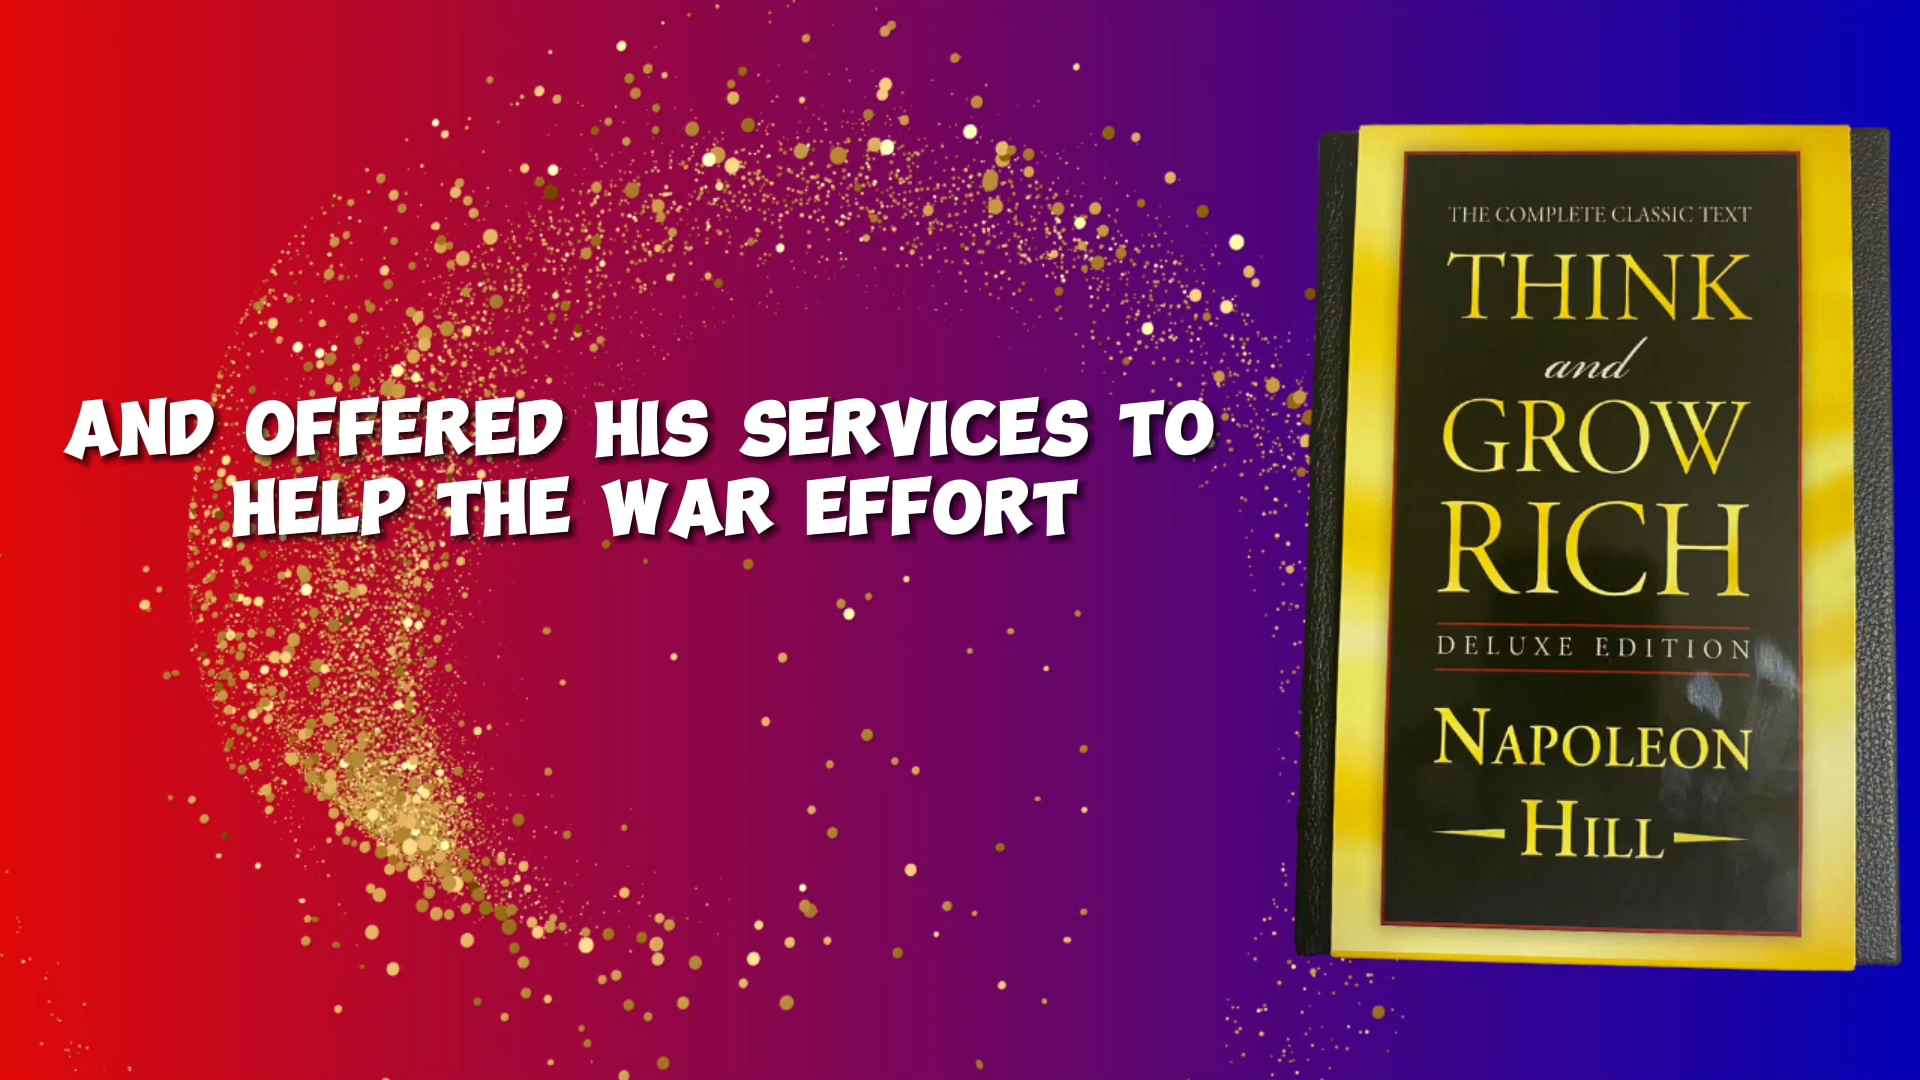 AND OFFERED HIS SERVICES TO
HELP THE WAR EFFORT
THE COMPLETE CLASSIC TEXT
THINK
and
GROW
RICH
DELUXE EDITION
NAPOLEON
HILL